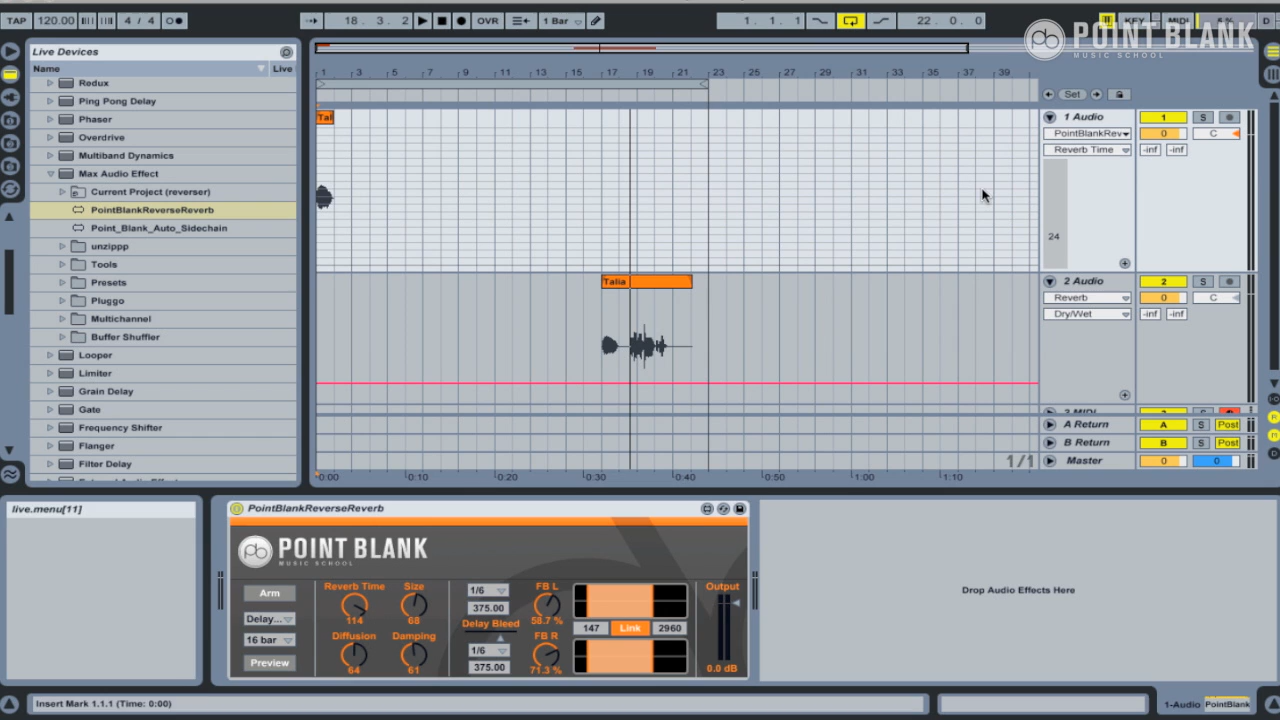 TAP 120.00 4 / 4 18 . 3 . 2 OVR 1 Bar 1 . 1 . 1 22 . 0 . 0 KEY MIDI D
pb POINT BLANK
MUSIC SCHOOL
Live Devices
Name Live
Redux
Ping Pong Delay
Phaser
Overdrive
Multiband Dynamics
Max Audio Effect
Current Project (reverser)
PointBlankReverseReverb
Point_Blank_Auto_Sidechain
unzippp
Tools
Presets
Pluggo
Multichannel
Buffer Shuffler
Looper
Limiter
Grain Delay
Gate
Frequency Shifter
Flanger
Filter Delay
1 3 5 7 9 11 13 15 17 19 21 23 25 27 29 31 33 35 37 39
Set
Tal
1 Audio 1 S
PointBlankRev 0 C
Reverb Time -inf -inf
24
Talia
2 Audio 2 S
Reverb 0 C
Dry/Wet -inf -inf
3 MIDI
A Return A S Post
B Return B S Post
1/1 Master 0 0
0:00 0:10 0:20 0:30 0:40 0:50 1:00 1:10
live.menu[11]
PointBlankReverseReverb
pb POINT BLANK
MUSIC SCHOOL
Arm
Delay...
16 bar
Preview
Reverb Time Size
114 68
Diffusion Damping
64 61
1/6 FB L
375.00 58.7 %
Delay Bleed FB R
1/6
375.00 71.3 %
147 Link 2960
Output
0.0 dB
Drop Audio Effects Here
Insert Mark 1.1.1 (Time: 0:00)
1-Audio PointBlank